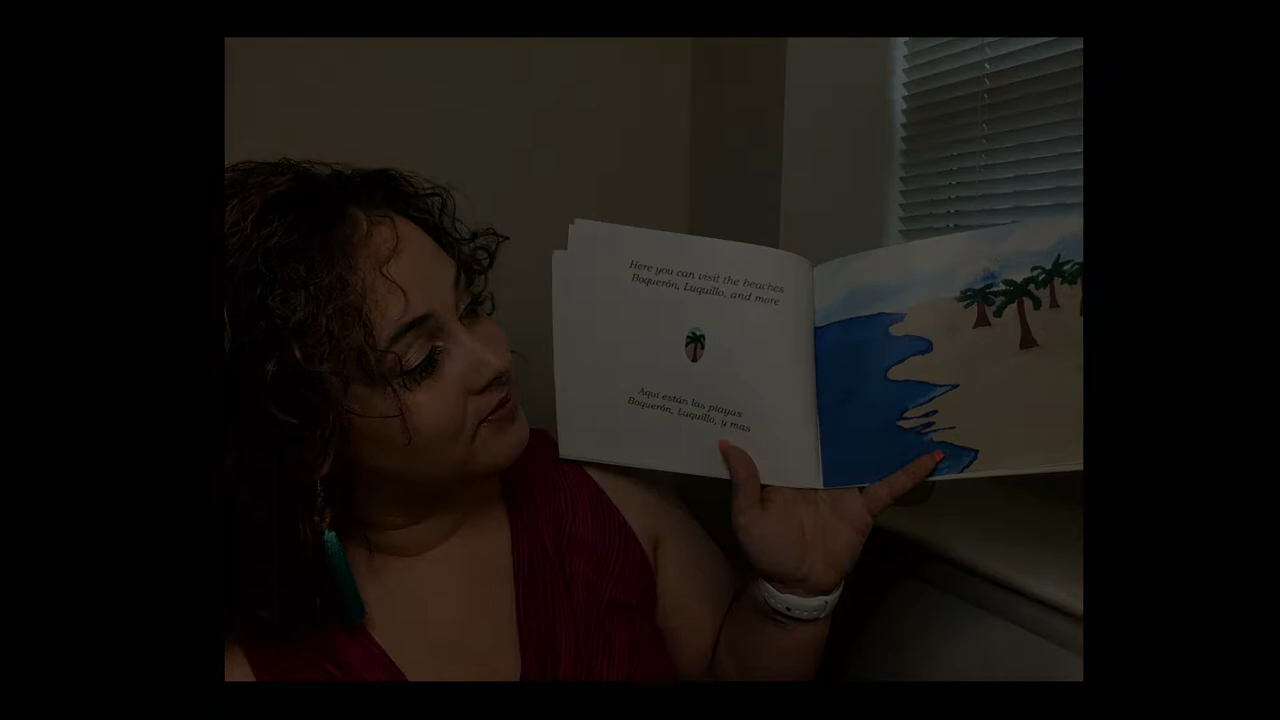 Here you can visit the beaches
Boquerón, Luquillo, and more
Aquí están las playas
Boquerón, Luquillo, y mas